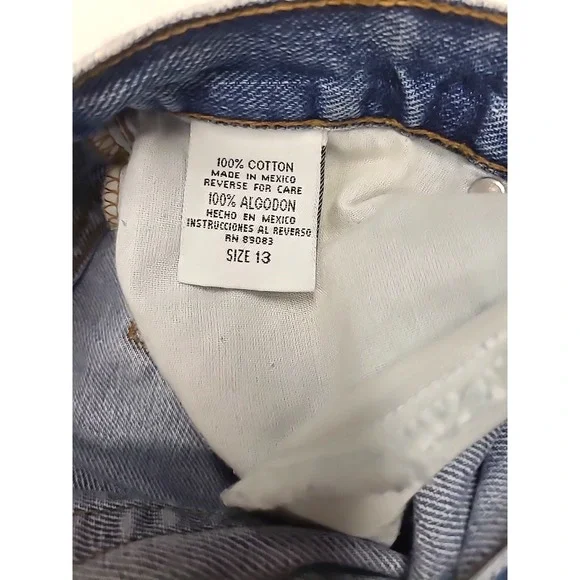 100% COTTON
MADE IN MEXICO
REVERSE FOR CARE
100% ALGODON
HECHO EN MEXICO
INSTRUCCIONES AL REVERSO
RN 89083
SIZE 13